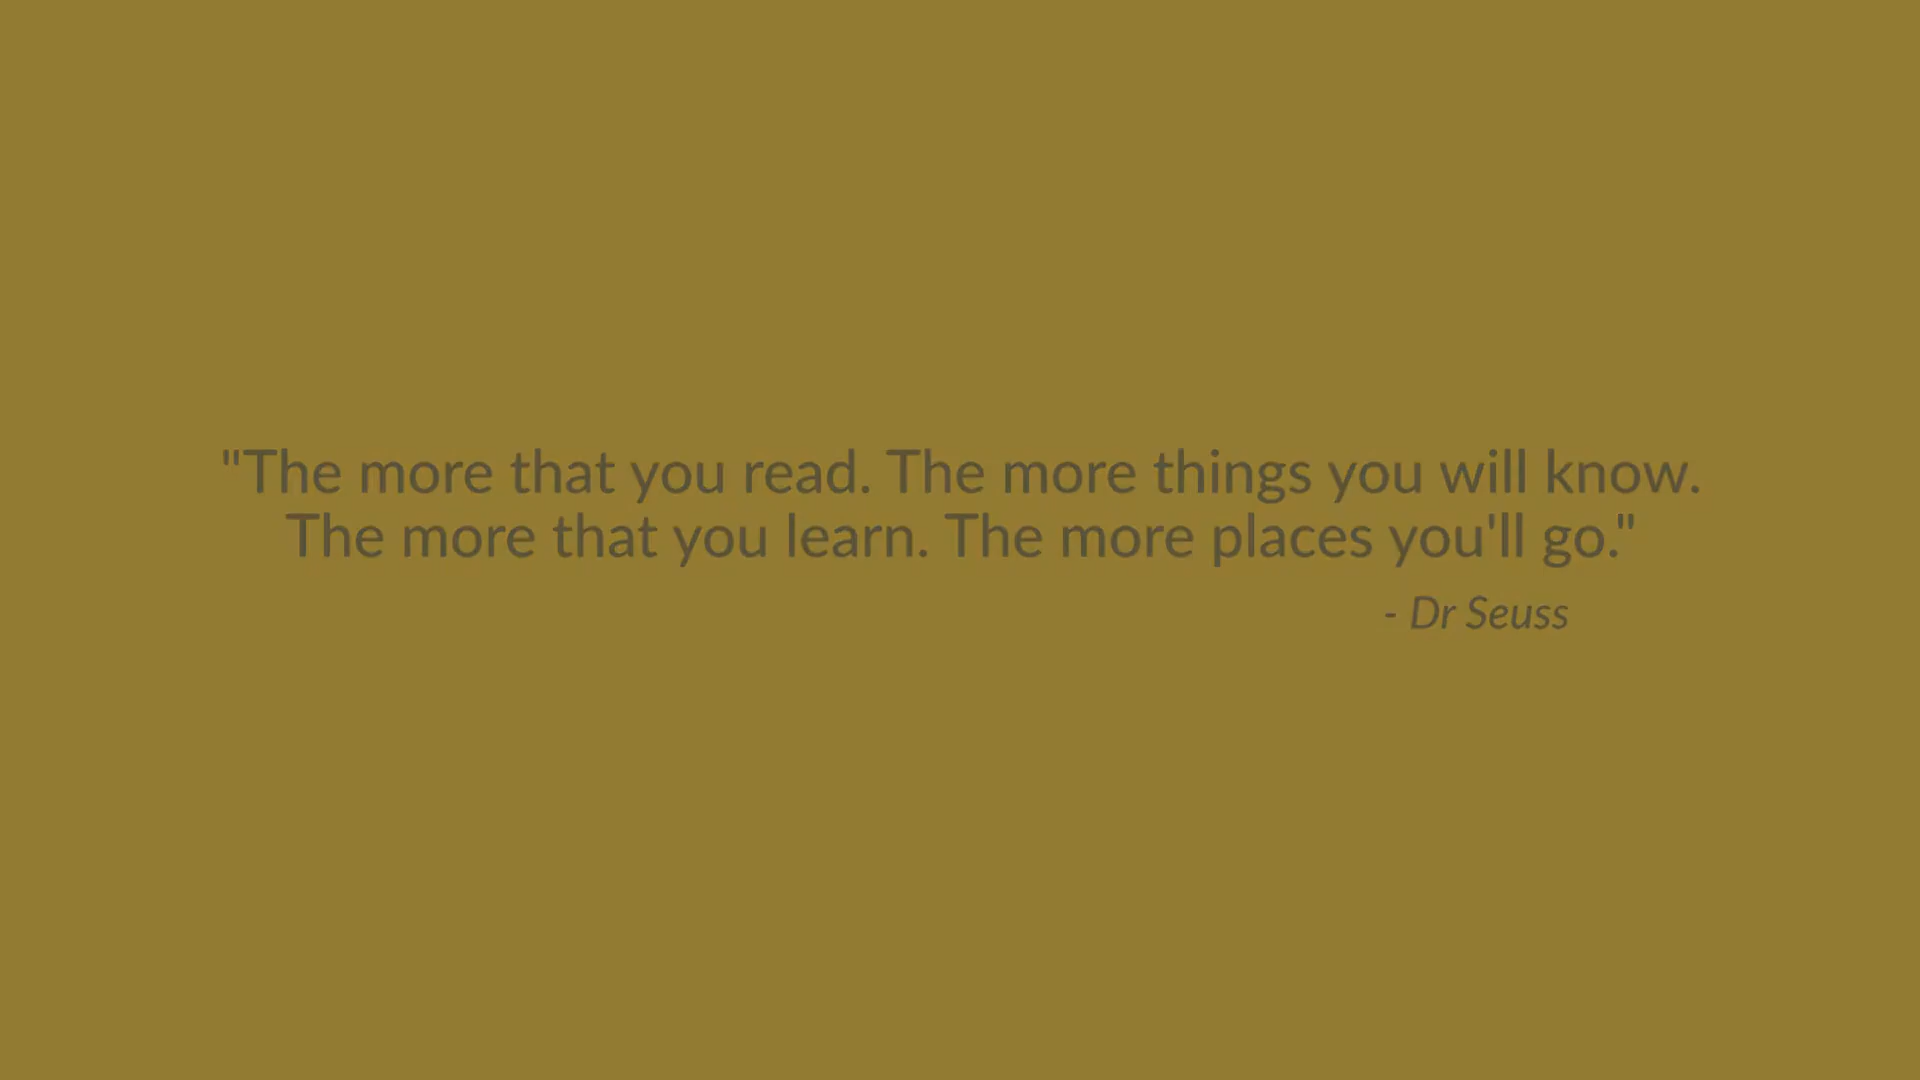 "The more that you read. The more things you will know.
The more that you learn. The more places you'll go."
- Dr Seuss